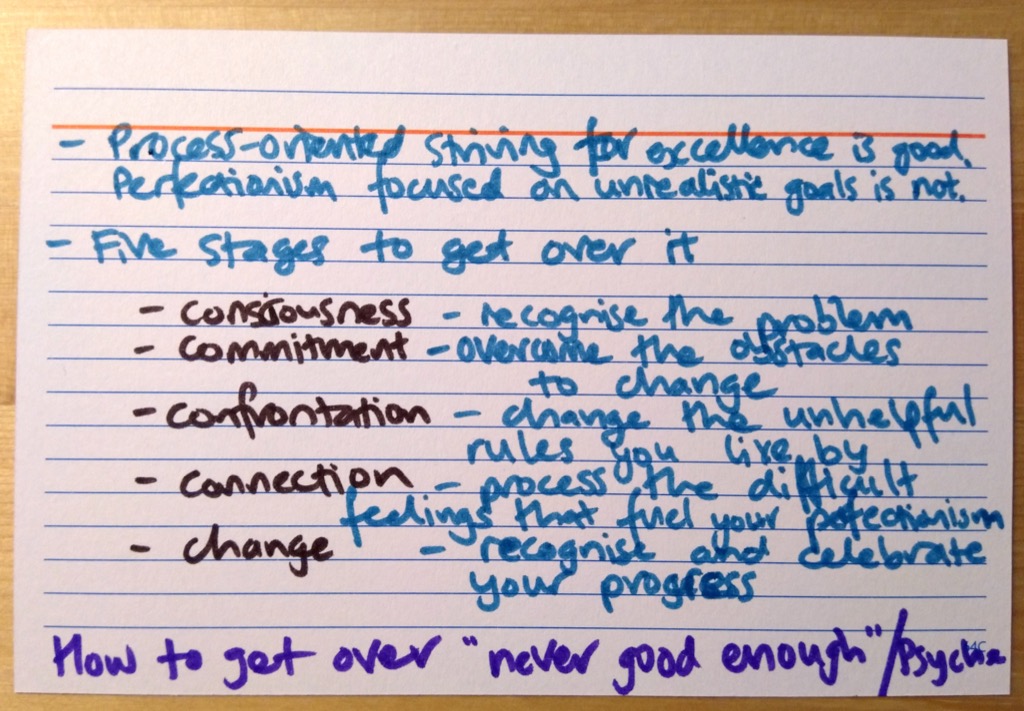 - Process-oriented striving for excellence is good.
Perfectionism focused on unrealistic goals is not.
- Five stages to get over it
- consciousness - recognise the problem
- commitment - overcome the obstacles
to change
- confrontation - change the unhelpful
rules you live by
- connection - process the difficult
feelings that fuel your pefectionism
- change - recognise and celebrate
your progress
How to get over "never good enough" / Psyche